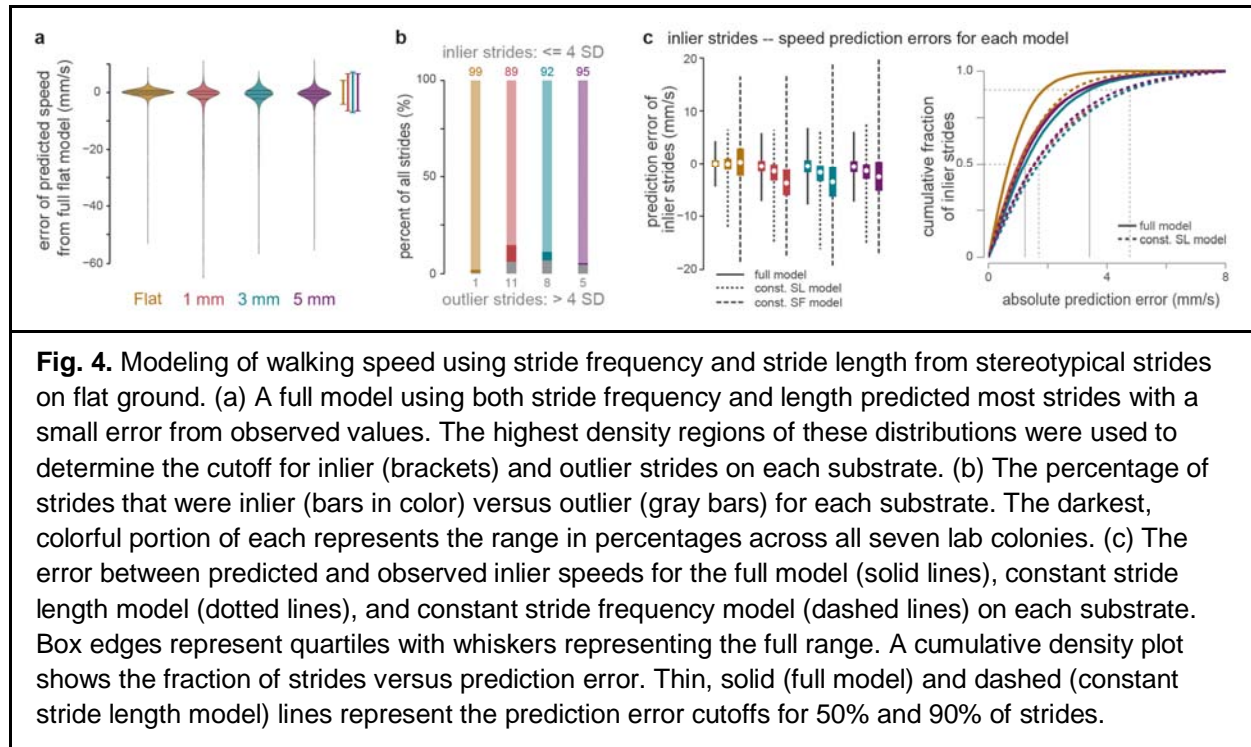 a
error of predicted speed
from full flat model (mm/s)
0
−20
−40
−60
Flat 1 mm 3 mm 5 mm
b
inlier strides: <= 4 SD
99 89 92 95
percent of all strides (%)
100
50
0
1 11 8 5
outlier strides: > 4 SD
c inlier strides -- speed prediction errors for each model
prediction error of
inlier strides (mm/s)
20
10
0
−10
−20
full model
const. SL model
const. SF model
cumulative fraction
of inlier strides
1.0
0.5
0
full model
const. SL model
0 4 8
absolute prediction error (mm/s)
Fig. 4. Modeling of walking speed using stride frequency and stride length from stereotypical strides
on flat ground. (a) A full model using both stride frequency and length predicted most strides with a
small error from observed values. The highest density regions of these distributions were used to
determine the cutoff for inlier (brackets) and outlier strides on each substrate. (b) The percentage of
strides that were inlier (bars in color) versus outlier (gray bars) for each substrate. The darkest,
colorful portion of each represents the range in percentages across all seven lab colonies. (c) The
error between predicted and observed inlier speeds for the full model (solid lines), constant stride
length model (dotted lines), and constant stride frequency model (dashed lines) on each substrate.
Box edges represent quartiles with whiskers representing the full range. A cumulative density plot
shows the fraction of strides versus prediction error. Thin, solid (full model) and dashed (constant
stride length model) lines represent the prediction error cutoffs for 50% and 90% of strides.